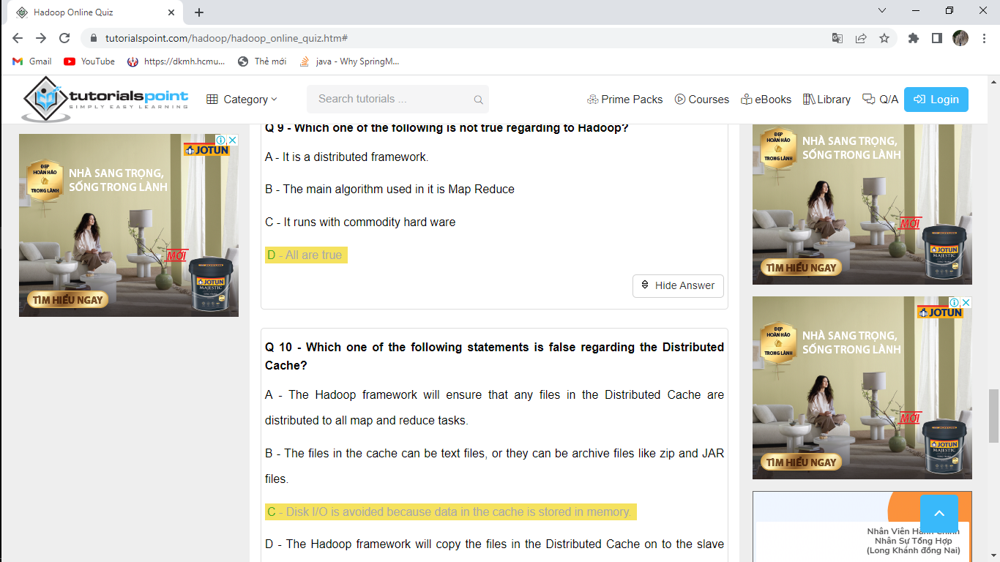 Hadoop Online Quiz
tutorialspoint.com/hadoop/hadoop_online_quiz.htm#
Gmail
YouTube
https://dkmh.hcmu...
Thẻ mới
java - Why SpringM...
tutorialspoint
SIMPLY EASY LEARNING
Category
Search tutorials ...
Prime Packs
Courses
eBooks
Library
Q/A
Login
JOTUN
ĐẸP
HOÀN HẢO
TRONG LÀNH
NHÀ SANG TRỌNG,
SỐNG TRONG LÀNH
MỚI
JOTUN
MAJESTIC
TÌM HIỂU NGAY
Q 9 - Which one of the following is not true regarding to Hadoop?
A - It is a distributed framework.
B - The main algorithm used in it is Map Reduce
C - It runs with commodity hard ware
D - All are true
Hide Answer
Q 10 - Which one of the following statements is false regarding the Distributed
Cache?
A - The Hadoop framework will ensure that any files in the Distributed Cache are
distributed to all map and reduce tasks.
B - The files in the cache can be text files, or they can be archive files like zip and JAR
files.
C - Disk I/O is avoided because data in the cache is stored in memory.
D - The Hadoop framework will copy the files in the Distributed Cache on to the slave
ĐẸP
HOÀN HẢO
TRONG LÀNH
NHÀ SANG TRỌNG,
SỐNG TRONG LÀNH
MỚI
JOTUN
MAJESTIC
TÌM HIỂU NGAY
JOTUN
ĐẸP
HOÀN HẢO
TRONG LÀNH
NHÀ SANG TRỌNG,
SỐNG TRONG LÀNH
MỚI
JOTUN
MAJESTIC
TÌM HIỂU NGAY
Nhân Viên Hành Chính
Nhân Sự Tổng Hợp
(Long Khánh đồng Nai)